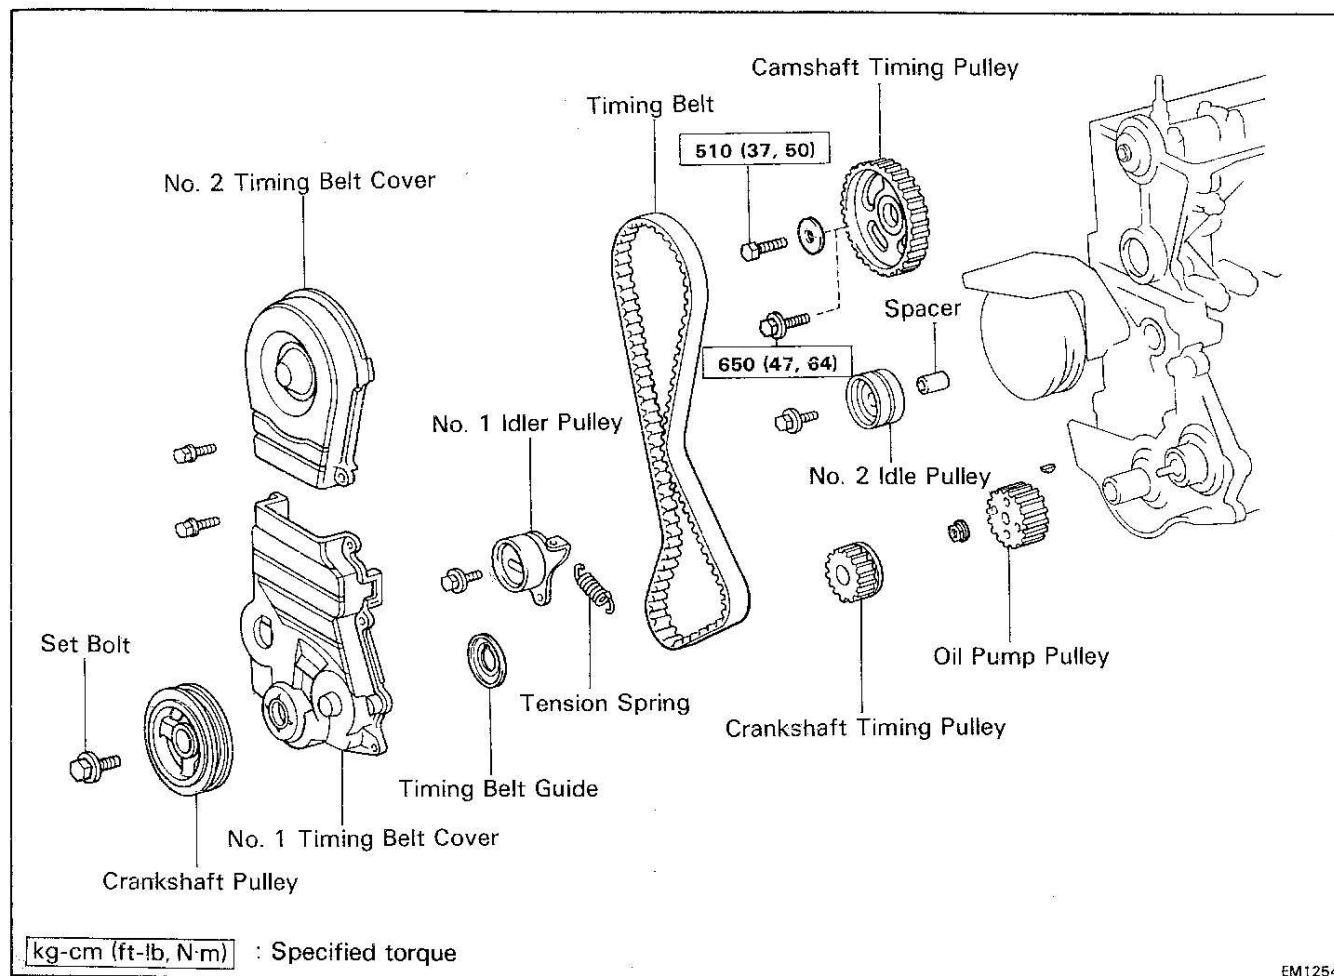 Camshaft Timing Pulley
Timing Belt
510 (37, 50)
No. 2 Timing Belt Cover
Spacer
650 (47, 64)
No. 1 Idler Pulley
No. 2 Idle Pulley
Set Bolt
Oil Pump Pulley
Tension Spring
Crankshaft Timing Pulley
Timing Belt Guide
No. 1 Timing Belt Cover
Crankshaft Pulley
kg-cm (ft-lb, N·m) : Specified torque
EM1254